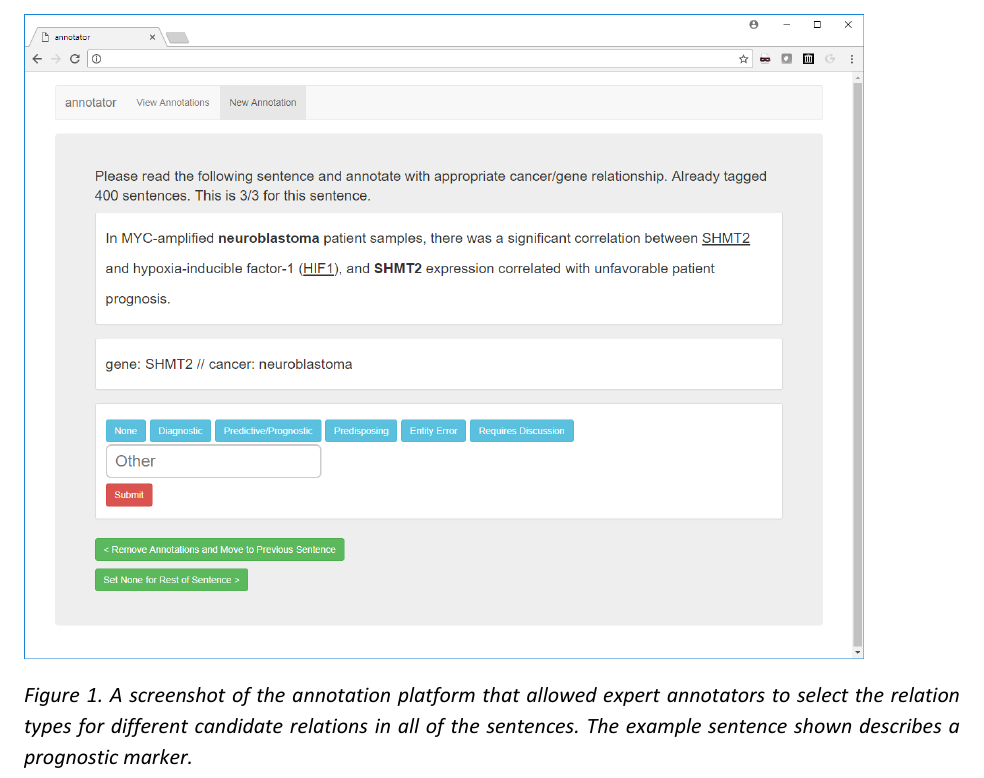 annotator
annotator View Annotations New Annotation
Please read the following sentence and annotate with appropriate cancer/gene relationship. Already tagged
400 sentences. This is 3/3 for this sentence.
In MYC-amplified neuroblastoma patient samples, there was a significant correlation between SHMT2
and hypoxia-inducible factor-1 (HIF1), and SHMT2 expression correlated with unfavorable patient
prognosis.
gene: SHMT2 // cancer: neuroblastoma
None Diagnostic Predictive/Prognostic Predisposing Entity Error Requires Discussion
Other
Submit
< Remove Annotations and Move to Previous Sentence
Set None for Rest of Sentence >
Figure 1. A screenshot of the annotation platform that allowed expert annotators to select the relation
types for different candidate relations in all of the sentences. The example sentence shown describes a
prognostic marker.